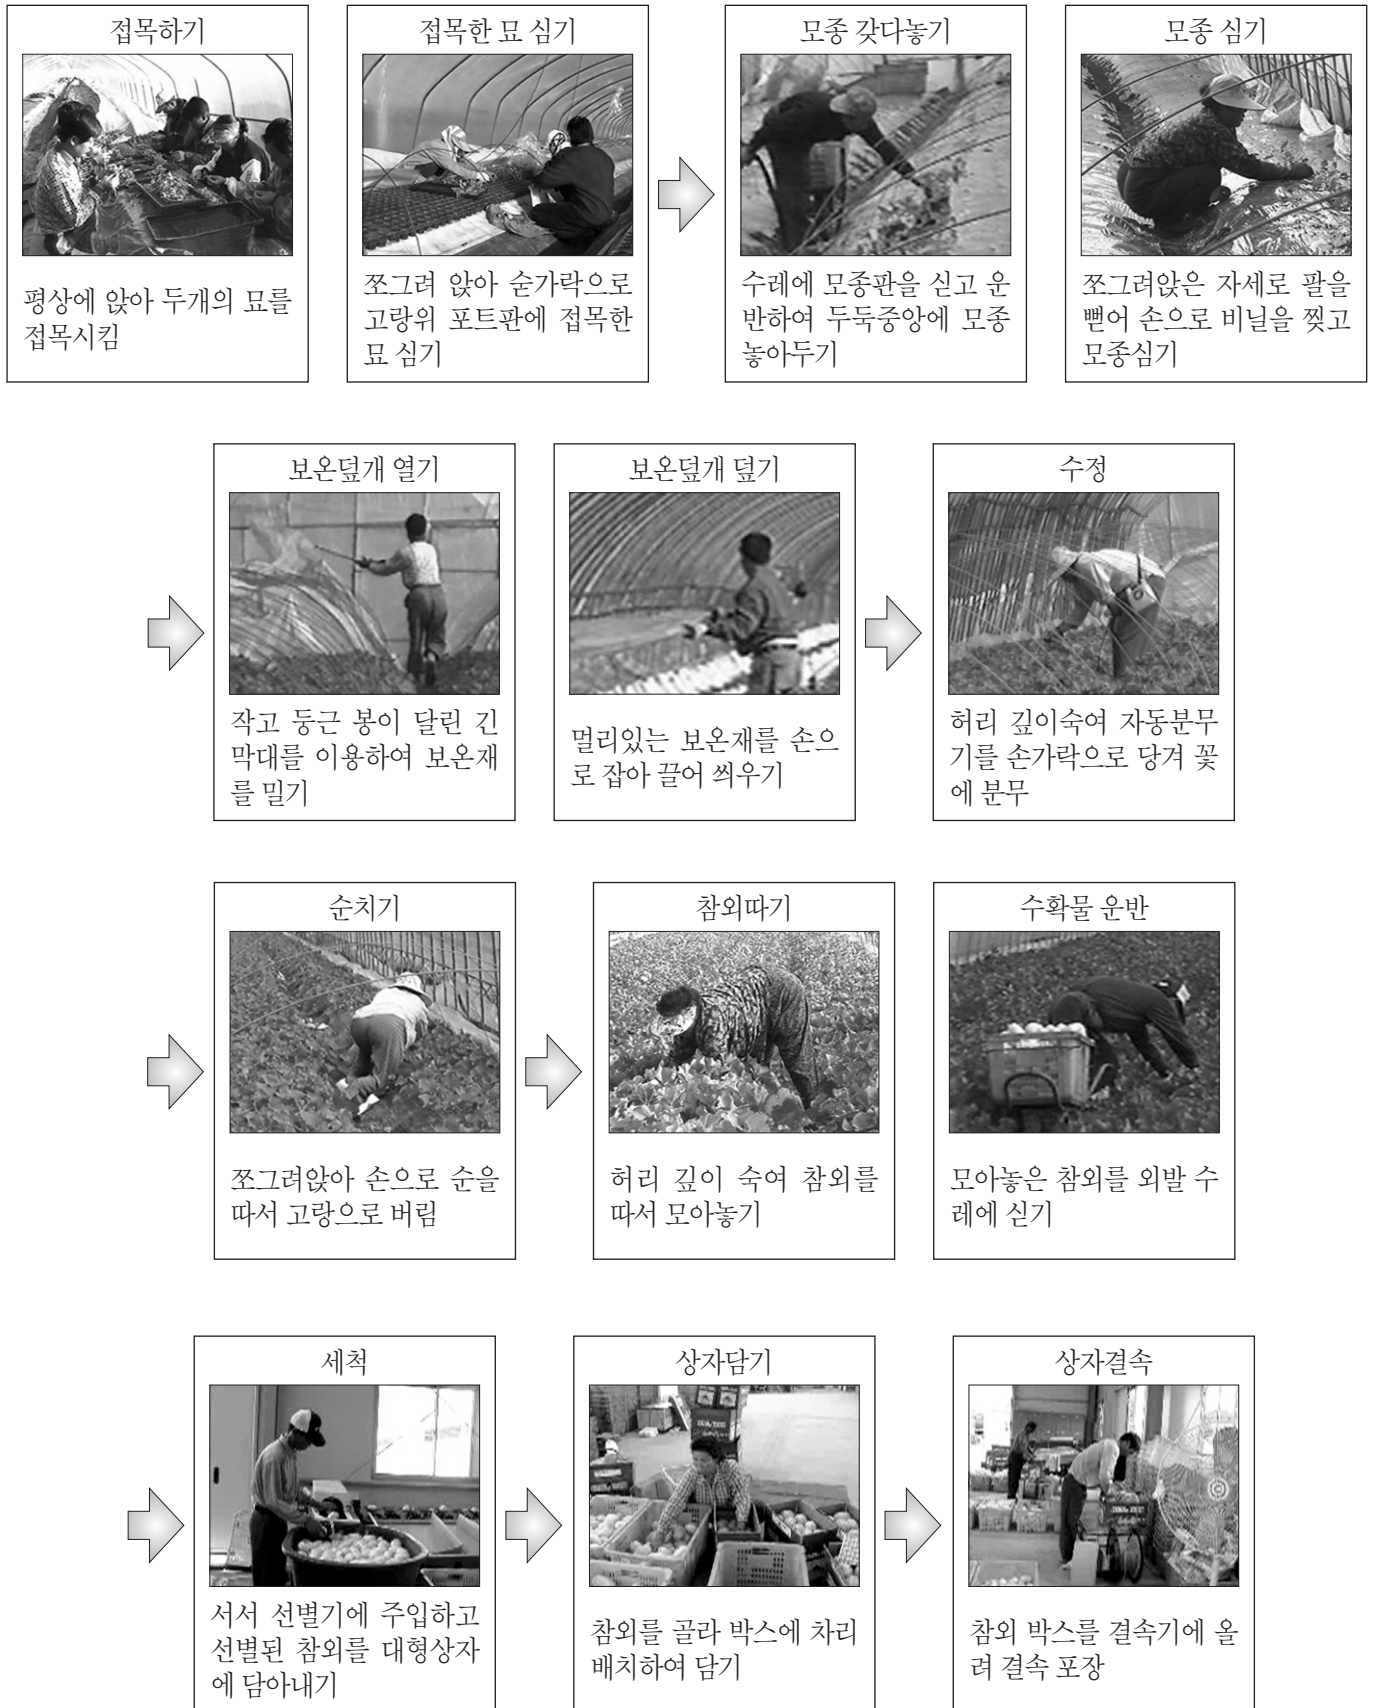 접목하기
평상에 앉아 두개의 묘를
접목시킴
접목한 묘 심기
쪼그려 앉아 숟가락으로
고랑위 포트판에 접목한
묘 심기
모종 갖다놓기
수레에 모종판을 싣고 운
반하여 두둑중앙에 모종
놓아두기
모종 심기
쪼그려앉은 자세로 팔을
뻗어 손으로 비닐을 찢고
모종심기
보온덮개 열기
작고 둥근 봉이 달린 긴
막대를 이용하여 보온재
를 밀기
보온덮개 덮기
멀리있는 보온재를 손으
로 잡아 끌어 씌우기
수정
허리 깊이숙여 자동분무
기를 손가락으로 당겨 꽃
에 분무
순치기
쪼그려앉아 손으로 순을
따서 고랑으로 버림
참외따기
허리 깊이 숙여 참외를
따서 모아놓기
수확물 운반
모아놓은 참외를 외발 수
레에 싣기
세척
서서 선별기에 주입하고
선별된 참외를 대형상자
에 담아내기
상자담기
참외를 골라 박스에 차리
배치하여 담기
상자결속
참외 박스를 결속기에 올
려 결속 포장